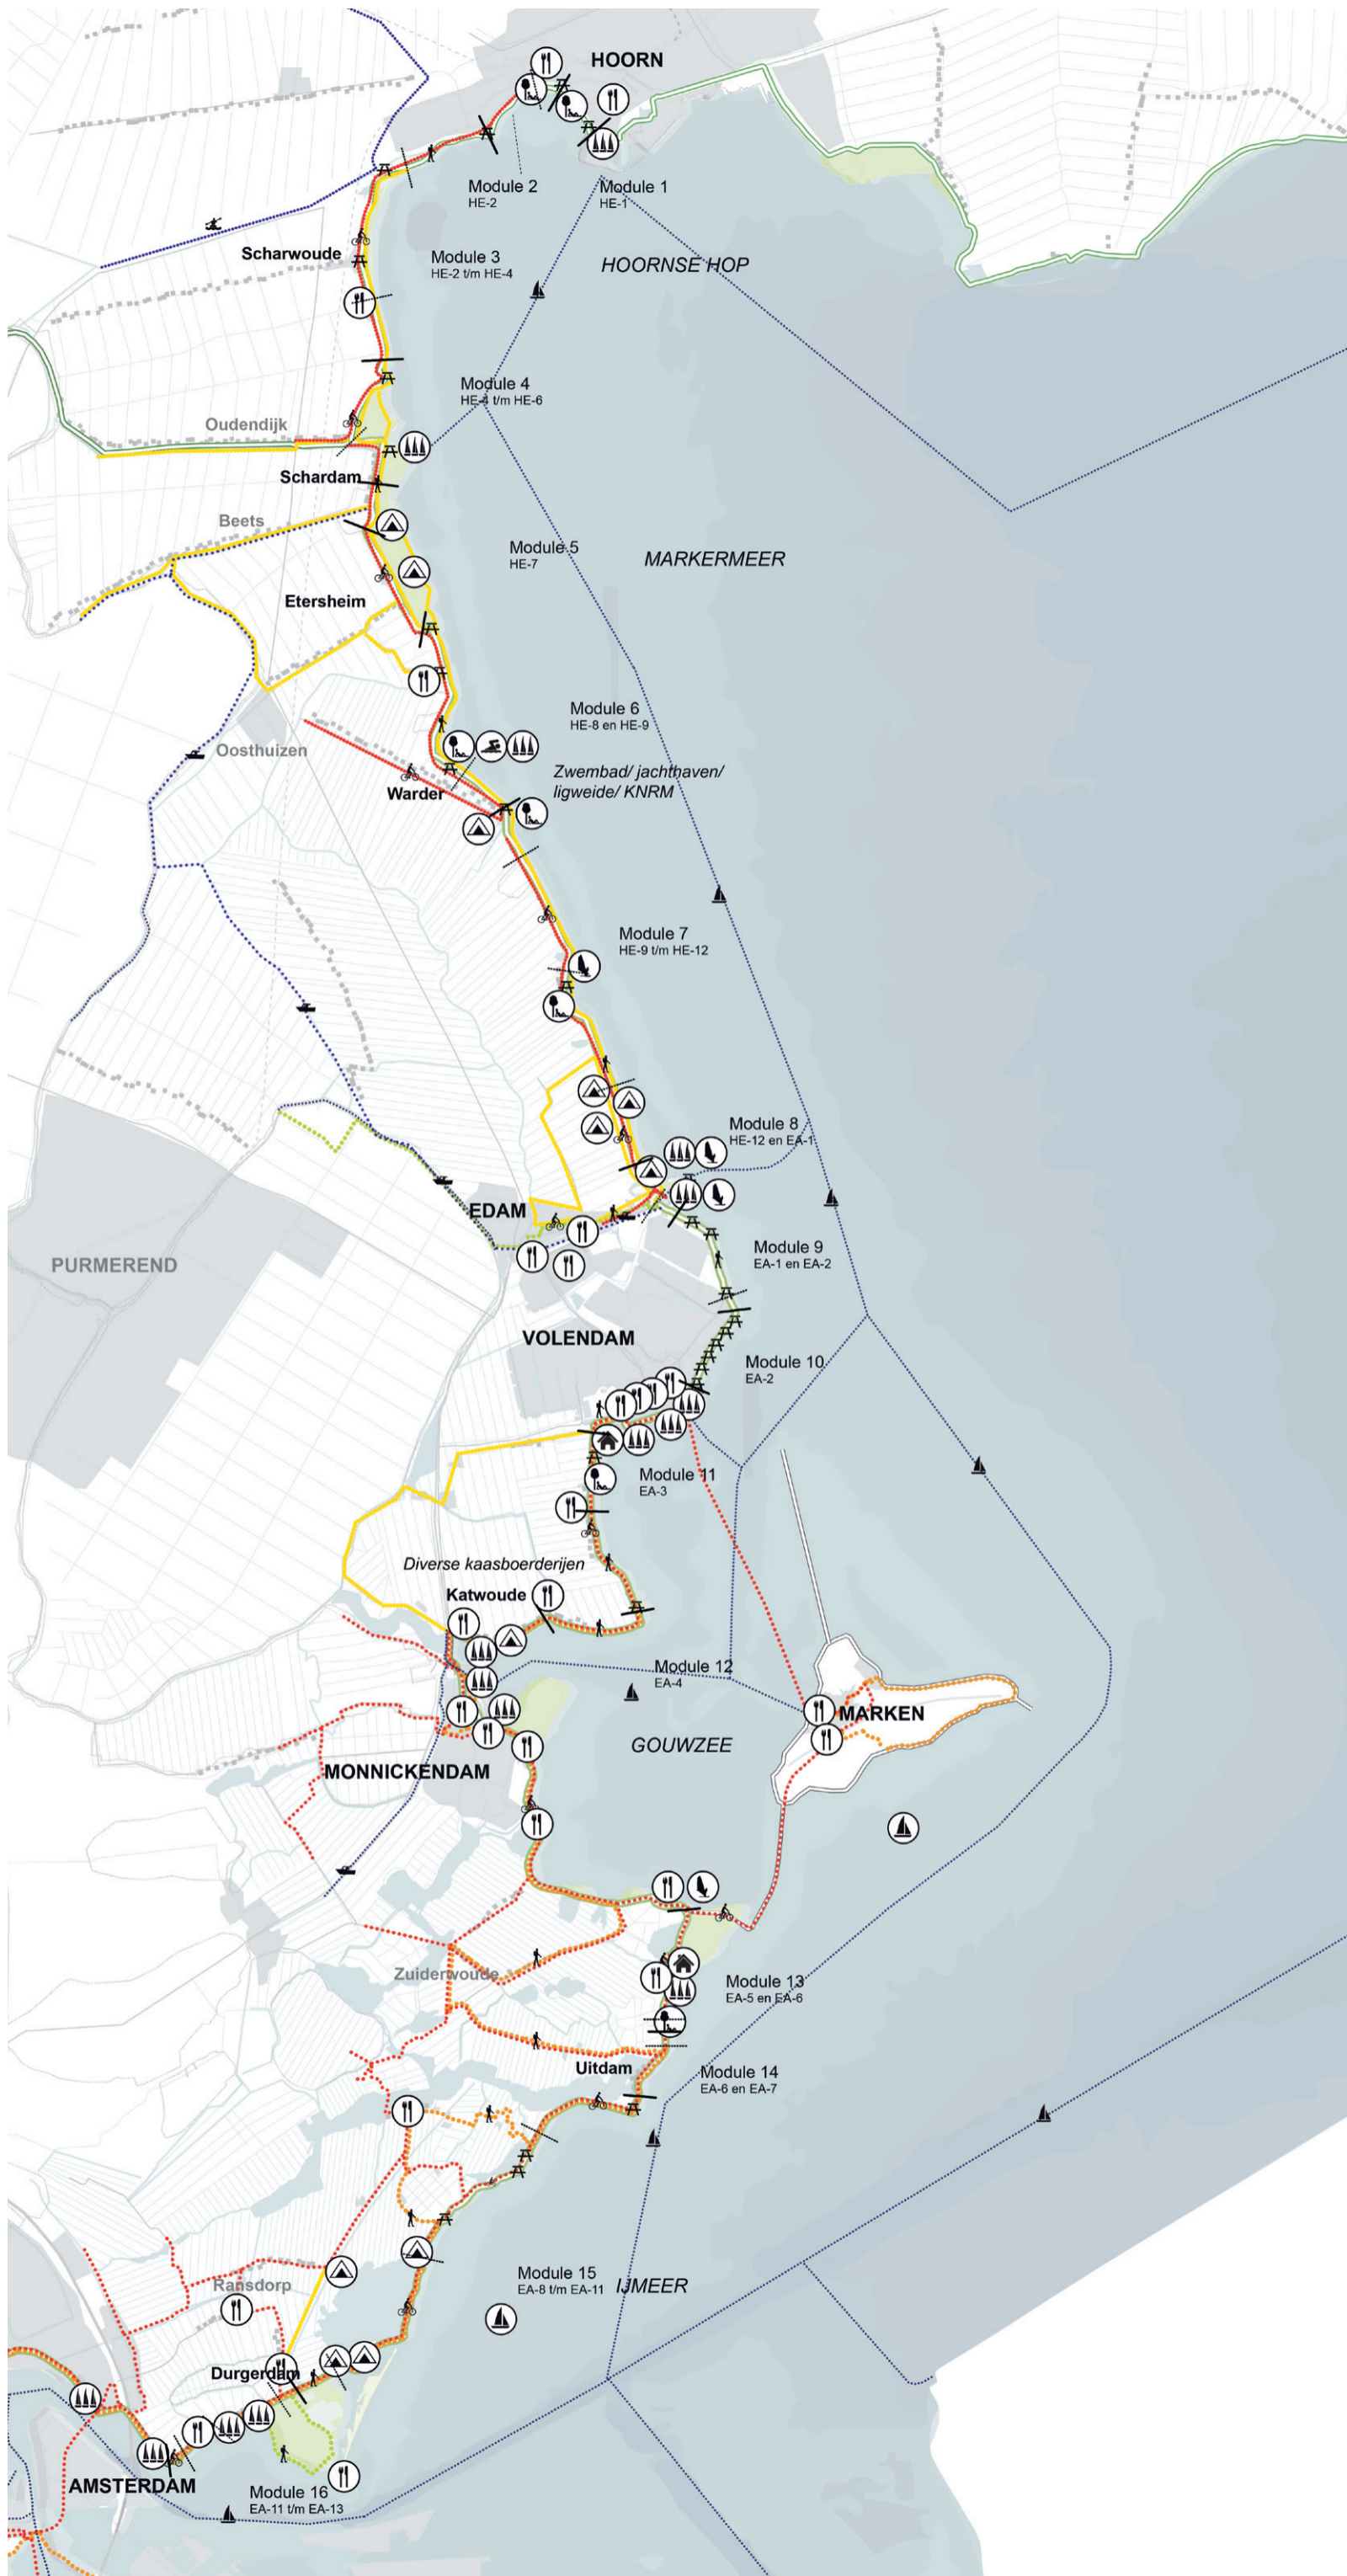 HOORN
Module 2
HE-2
Module 1
HE-1
Scharwoude
Module 3
HE-2 t/m HE-4
HOORNSE HOP
Module 4
HE-4 t/m HE-6
Oudendijk
Schardam
Beets
Module 5
HE-7
MARKERMEER
Etersheim
Module 6
HE-8 en HE-9
Oosthuizen
Zwembad/ jachthaven/
ligweide/ KNRM
Warder
Module 7
HE-9 t/m HE-12
Module 8
HE-12 en EA-1
EDAM
PURMEREND
Module 9
EA-1 en EA-2
VOLENDAM
Module 10
EA-2
Module 11
EA-3
Diverse kaasboerderijen
Katwoude
Module 12
EA-4
MARKEN
GOUWZEE
MONNICKENDAM
Zuiderwoude
Module 13
EA-5 en EA-6
Uitdam
Module 14
EA-6 en EA-7
Module 15
EA-8 t/m EA-11
IJMEER
Ransdorp
Durgerdam
AMSTERDAM
Module 16
EA-11 t/m EA-13